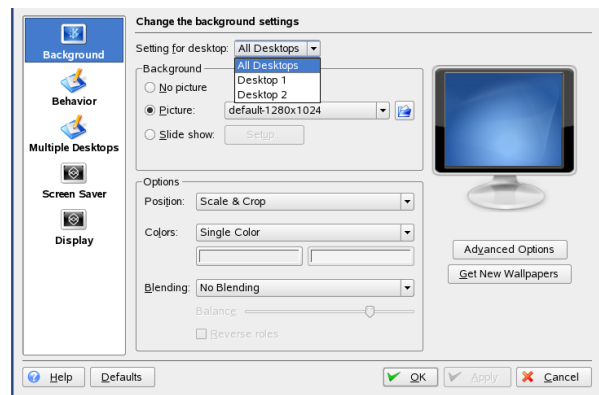 Change the background settings
Background
Behavior
Multiple Desktops
Screen Saver
Display
Setting for desktop: All Desktops
All Desktops
Desktop 1
Desktop 2
Background
No picture
Picture: default-1280x1024
Slide show: Setup...
Options
Position: Scale & Crop
Colors: Single Color
Blending: No Blending
Balance:
Reverse roles
Advanced Options
Get New Wallpapers
Help Defaults OK Apply Cancel